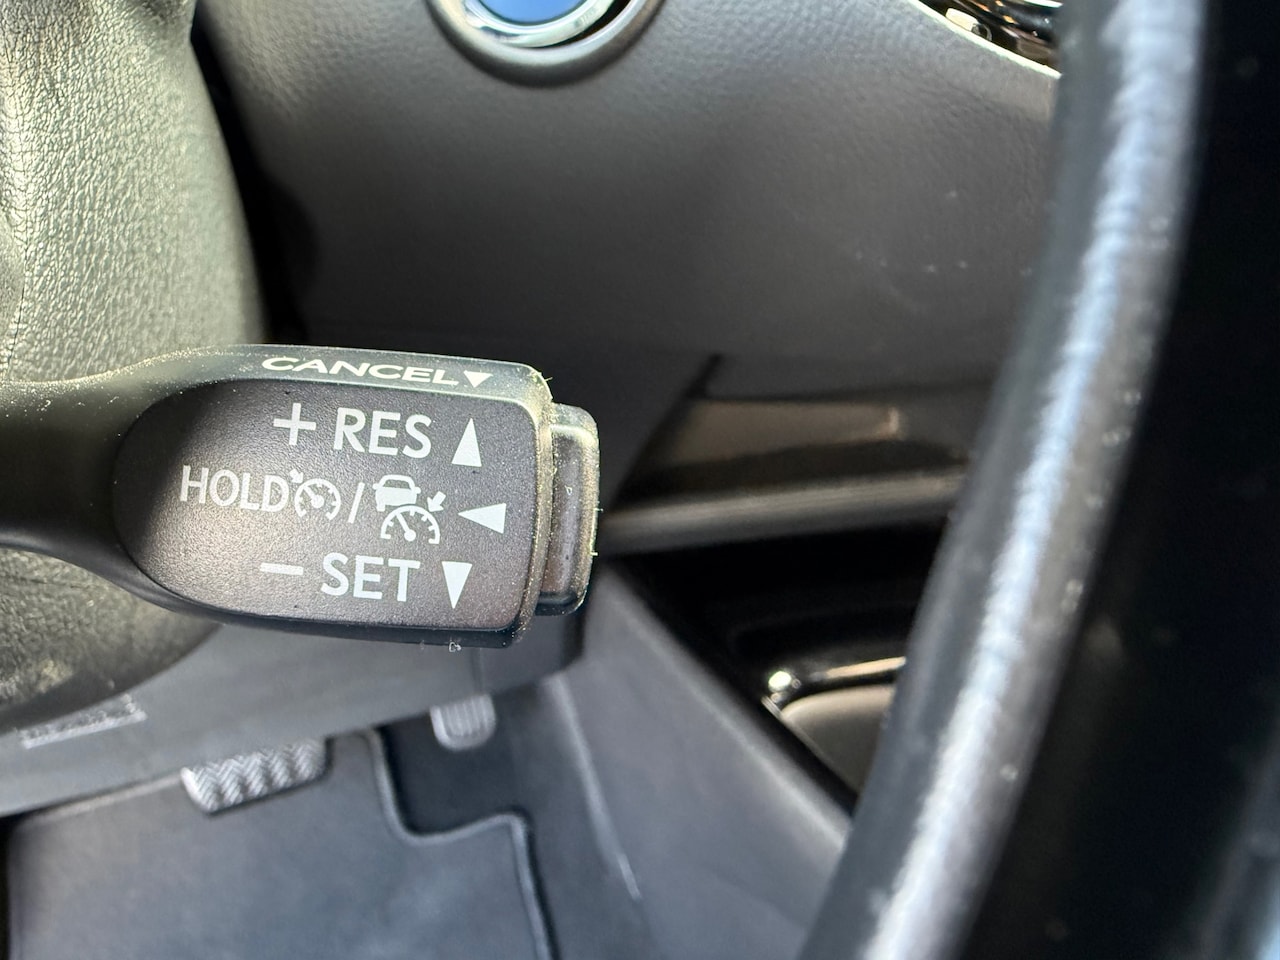 CANCEL▼
+ RES ▲
HOLD / ◀
− SET ▼